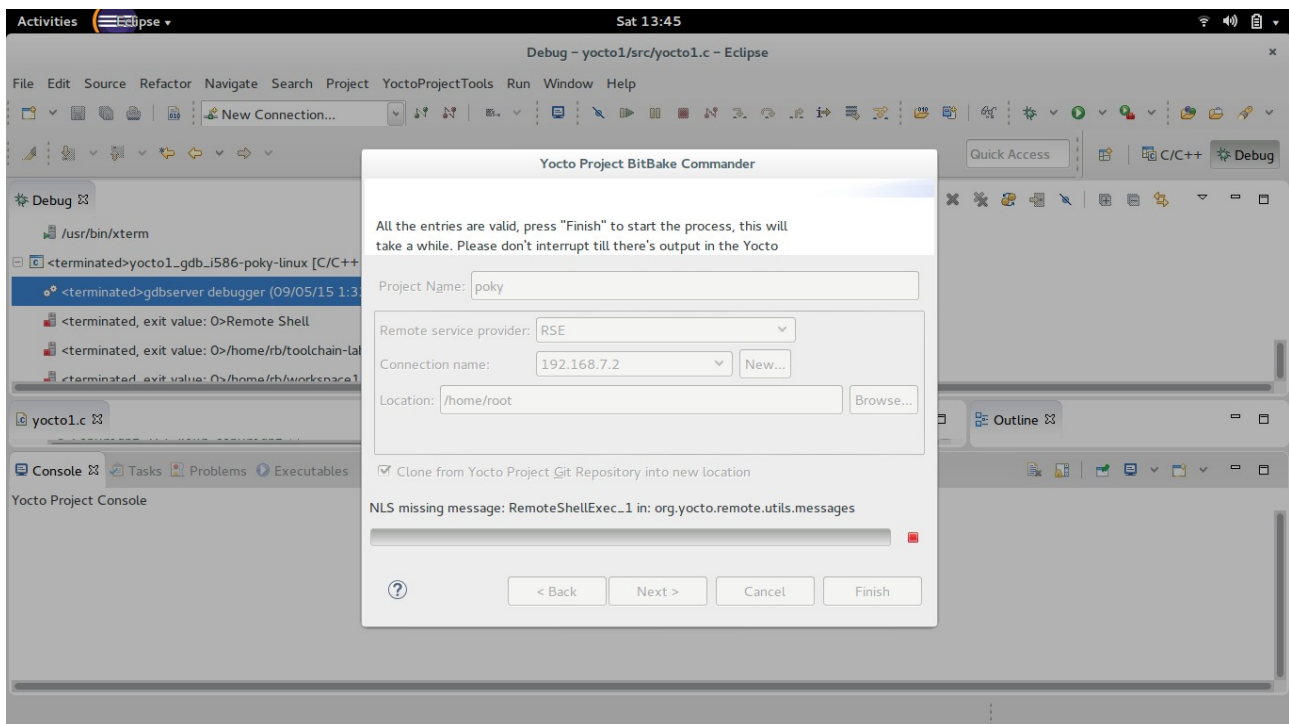 Activities Eclipse Sat 13:45
Debug – yocto1/src/yocto1.c – Eclipse
File Edit Source Refactor Navigate Search Project YoctoProjectTools Run Window Help
New Connection...
Quick Access C/C++ Debug
Yocto Project BitBake Commander
Debug
All the entries are valid, press "Finish" to start the process, this will
take a while. Please don't interrupt till there's output in the Yocto
/usr/bin/xterm
<terminated>yocto1_gdb_i586-poky-linux [C/C++
<terminated>gdbserver debugger (09/05/15 1:3
<terminated, exit value: 0>Remote Shell
<terminated, exit value: 0>/home/rb/toolchain-lal
<terminated, exit value: 0>/home/rb/workspace1
Project Name: poky
Remote service provider: RSE
Connection name: 192.168.7.2 New...
Location: /home/root Browse...
yocto1.c
Outline
Console Tasks Problems Executables
Clone from Yocto Project Git Repository into new location
Yocto Project Console
NLS missing message: RemoteShellExec_1 in: org.yocto.remote.utils.messages
< Back Next > Cancel Finish